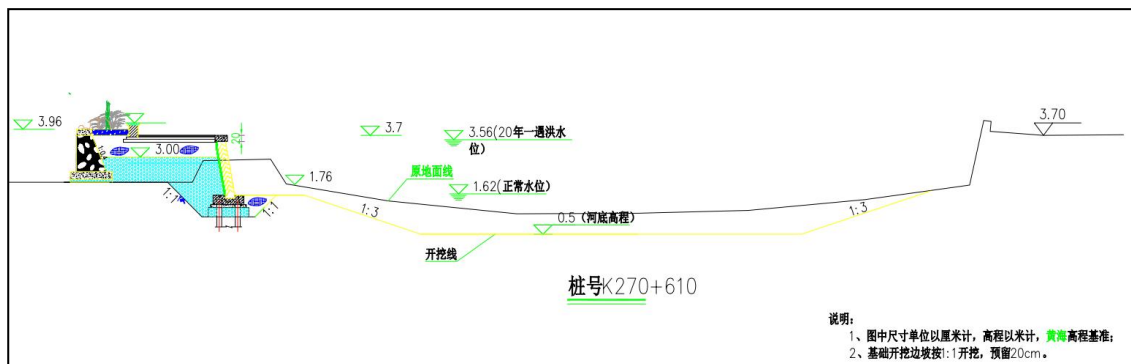 3.96
3.00
20
3.7
3.56(20年一遇洪水
位)
3.70
1.76
原地面线
1.62(正常水位)
1:1
1:1
1:3
0.5 (河底高程)
1:3
开挖线
桩号K270+610
说明:
1、图中尺寸单位以厘米计，高程以米计，黄海高程基准；
2、基础开挖边坡按1:1开挖，预留20cm。